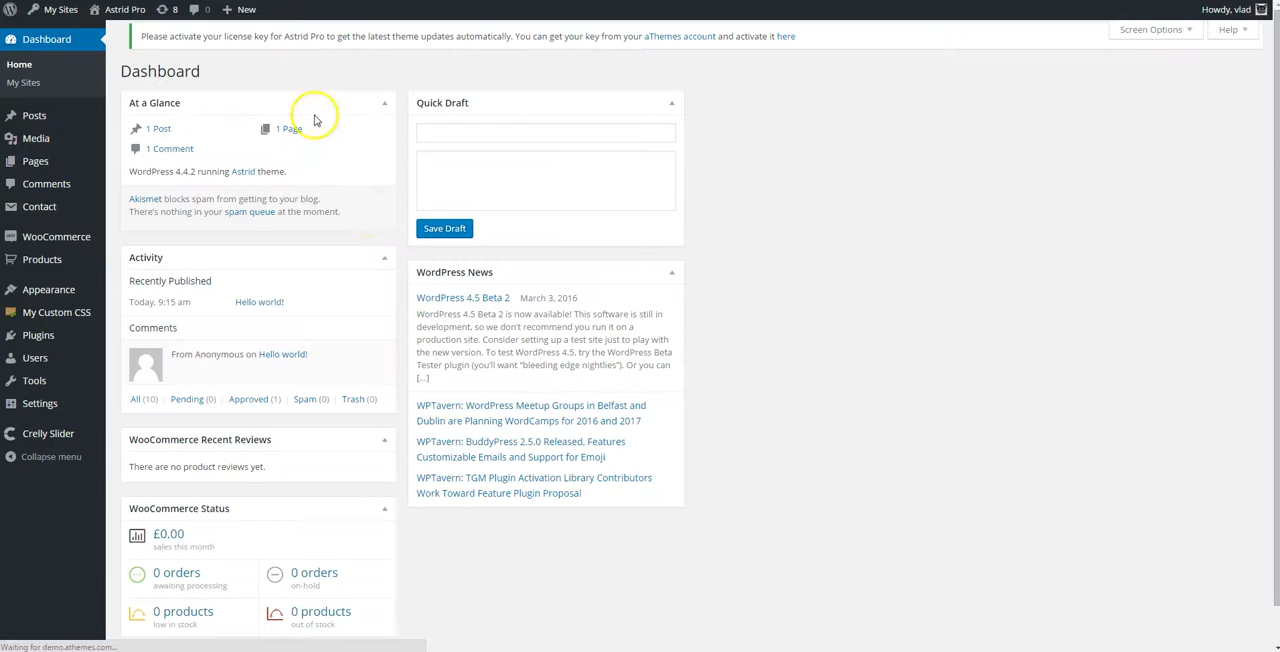 My Sites Astrid Pro 8 0 New Howdy, vlad
Dashboard
Home
My Sites
Posts
Media
Pages
Comments
Contact
WooCommerce
Products
Appearance
My Custom CSS
Plugins
Users
Tools
Settings
Crelly Slider
Collapse menu
Please activate your license key for Astrid Pro to get the latest theme updates automatically. You can get your key from your aThemes account and activate it here
Screen Options Help
Dashboard
At a Glance
1 Post 1 Page
1 Comment
WordPress 4.4.2 running Astrid theme.
Akismet blocks spam from getting to your blog.
There's nothing in your spam queue at the moment.
Activity
Recently Published
Today, 9:15 am Hello world!
Comments
From Anonymous on Hello world!
All (10) Pending (0) Approved (1) Spam (0) Trash (0)
WooCommerce Recent Reviews
There are no product reviews yet.
WooCommerce Status
£0.00
sales this month
0 orders 0 orders
awaiting processing on-hold
0 products 0 products
low in stock out of stock
Quick Draft
Save Draft
WordPress News
WordPress 4.5 Beta 2 March 3, 2016
WordPress 4.5 Beta 2 is now available! This software is still in
development, so we don't recommend you run it on a
production site. Consider setting up a test site just to play with
the new version. To test WordPress 4.5, try the WordPress Beta
Tester plugin (you'll want "bleeding edge nightlies"). Or you can
[...]
WPTavern: WordPress Meetup Groups in Belfast and
Dublin are Planning WordCamps for 2016 and 2017
WPTavern: BuddyPress 2.5.0 Released, Features
Customizable Emails and Support for Emoji
WPTavern: TGM Plugin Activation Library Contributors
Work Toward Feature Plugin Proposal
Waiting for demo.athemes.com...